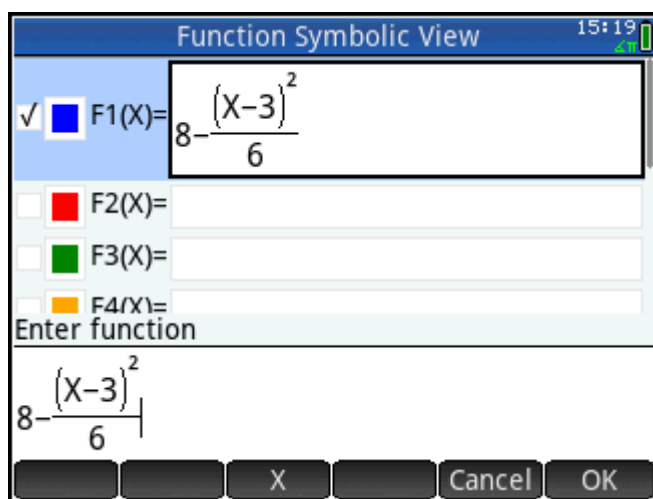 Function Symbolic View 15:19
∡π
√ F1(X)= 8−(X−3)²/6
F2(X)=
F3(X)=
F4(X)=
Enter function
8−(X−3)²/6
X Cancel OK